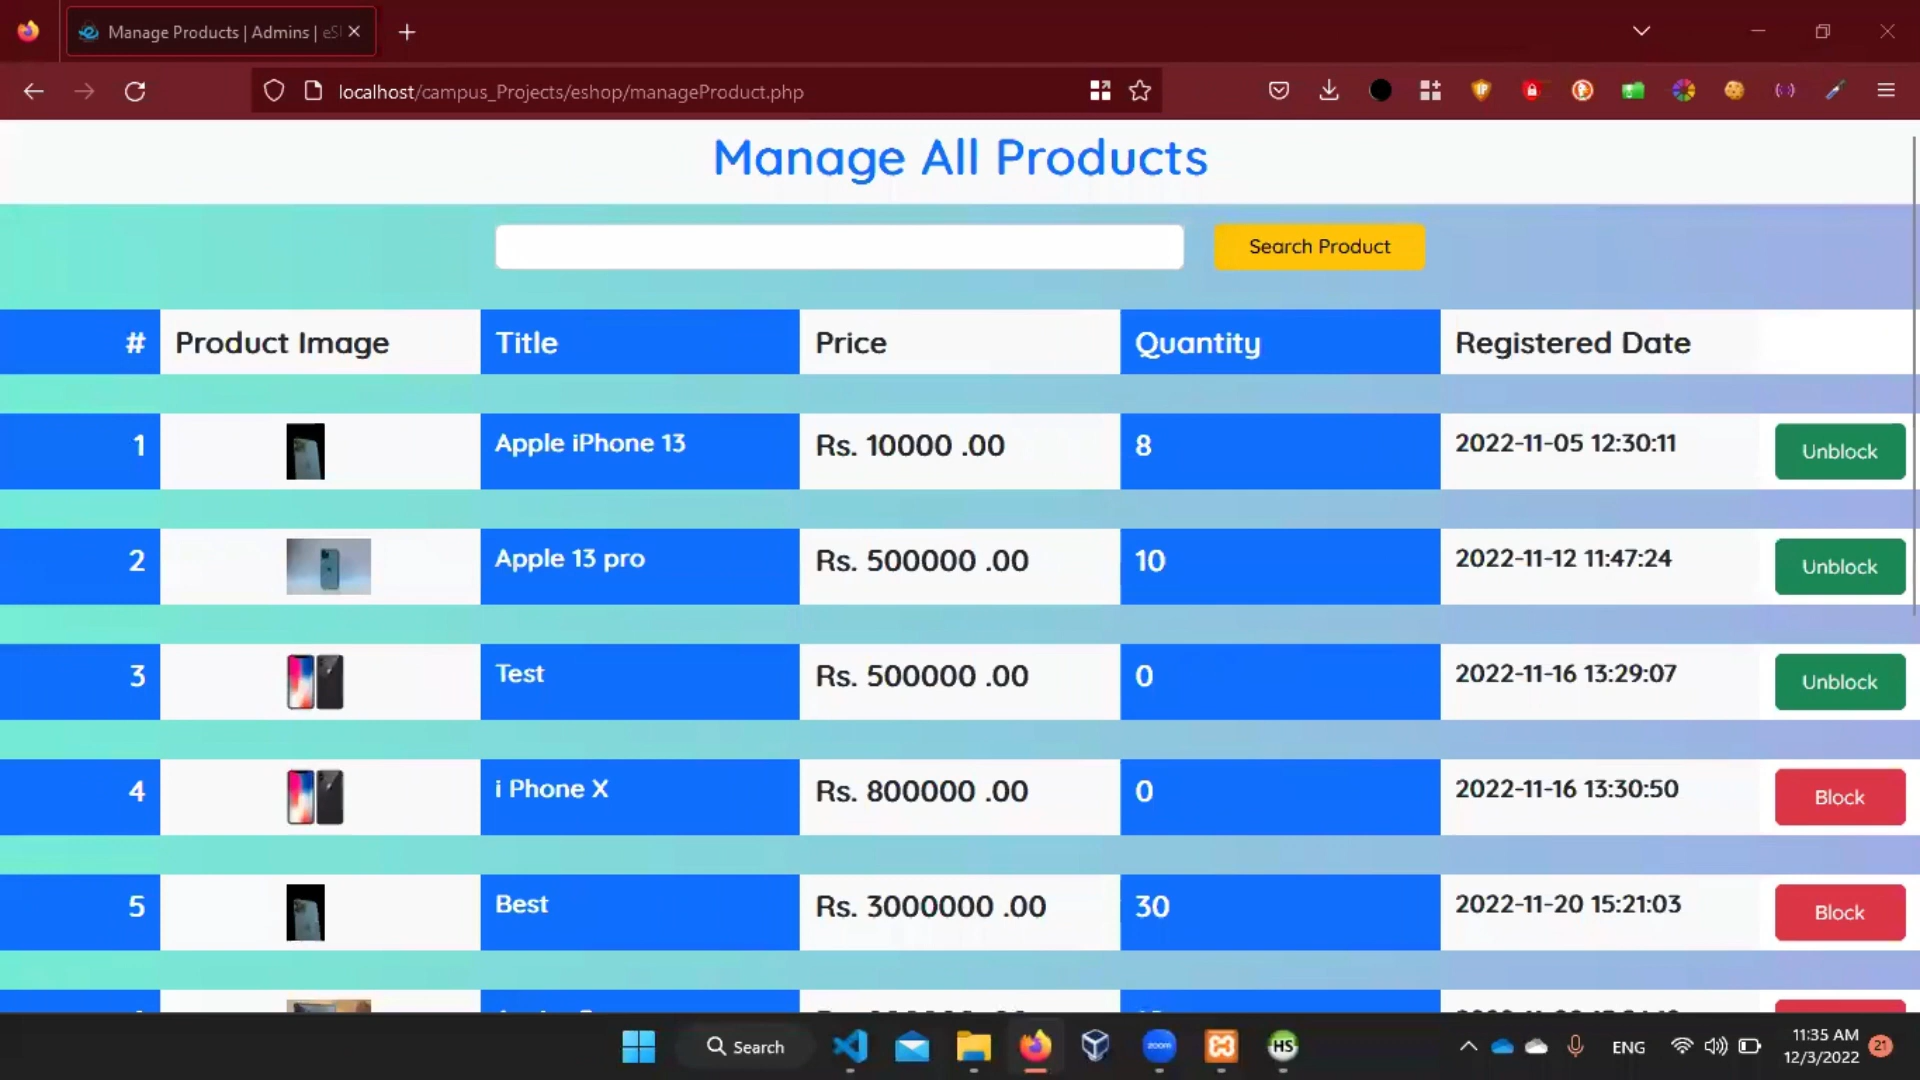 Manage Products | Admins | eSl
localhost/campus_Projects/eshop/manageProduct.php
Manage All Products
Search Product
# Product Image Title Price Quantity Registered Date
1 Apple iPhone 13 Rs. 10000 .00 8 2022-11-05 12:30:11 Unblock
2 Apple 13 pro Rs. 500000 .00 10 2022-11-12 11:47:24 Unblock
3 Test Rs. 500000 .00 0 2022-11-16 13:29:07 Unblock
4 i Phone X Rs. 800000 .00 0 2022-11-16 13:30:50 Block
5 Best Rs. 3000000 .00 30 2022-11-20 15:21:03 Block
Search
zoom
HS
ENG
11:35 AM
12/3/2022
21